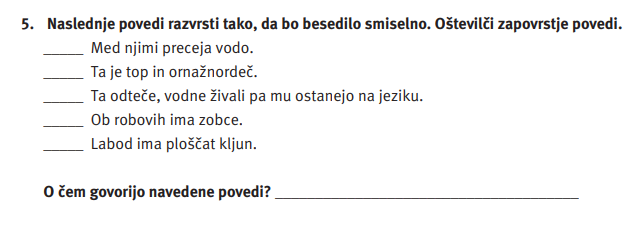 5. Naslednje povedi razvrsti tako, da bo besedilo smiselno. Oštevilči zapovrstje povedi.
_____ Med njimi preceja vodo.
_____ Ta je top in ornažnordeč.
_____ Ta odteče, vodne živali pa mu ostanejo na jeziku.
_____ Ob robovih ima zobce.
_____ Labod ima ploščat kljun.
O čem govorijo navedene povedi? ______________________________________